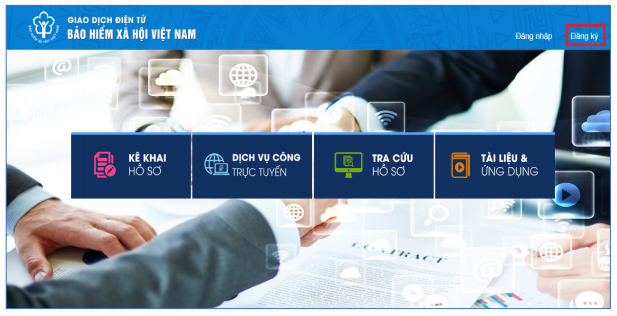 GIAO DỊCH ĐIỆN TỬ
BẢO HIỂM XÃ HỘI VIỆT NAM
Đăng nhập
Đăng ký
KÊ KHAI
HỒ SƠ
DỊCH VỤ CÔNG
TRỰC TUYẾN
TRA CỨU
HỒ SƠ
TÀI LIỆU &
ỨNG DỤNG
CONTRACT